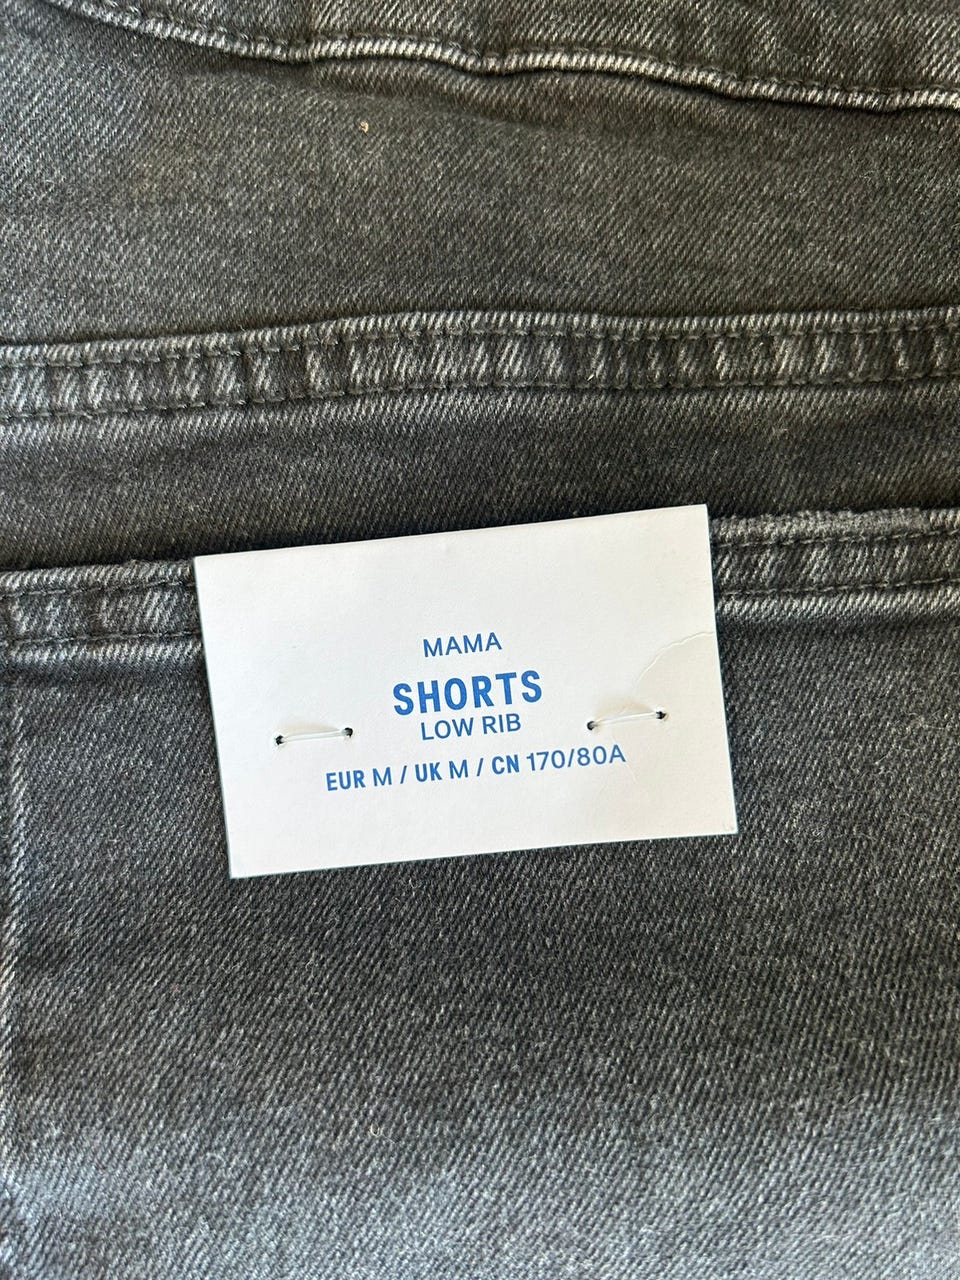 MAMA
SHORTS
LOW RIB
EUR M / UK M / CN 170/80A